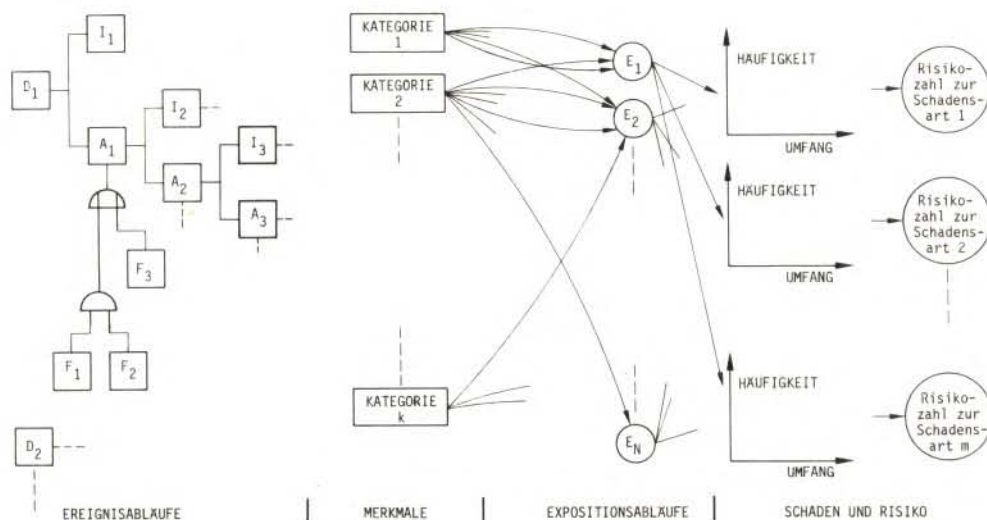 I1
D1
I2
A1
I3
A2
A3
F3
F1 F2
D2
EREIGNISABLÄUFE
KATEGORIE
1
KATEGORIE
2
KATEGORIE
k
MERKMALE
E1
E2
EN
EXPOSITIONSABLÄUFE
HÄUFIGKEIT
UMFANG
Risiko-
zahl zur
Schadens-
art 1
HÄUFIGKEIT
UMFANG
Risiko-
zahl zur
Schadens-
art 2
HÄUFIGKEIT
UMFANG
Risiko-
zahl zur
Schadens-
art m
SCHADEN UND RISIKO